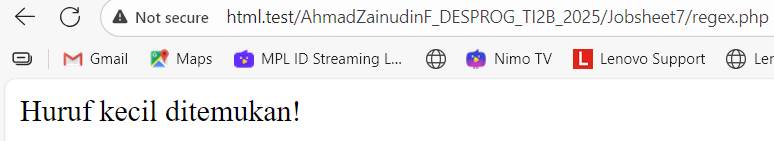 Not secure html.test/AhmadZainudinF_DESPROG_TI2B_2025/Jobsheet7/regex.php
Gmail Maps MPL ID Streaming L... Nimo TV L Lenovo Support Ler
Huruf kecil ditemukan!